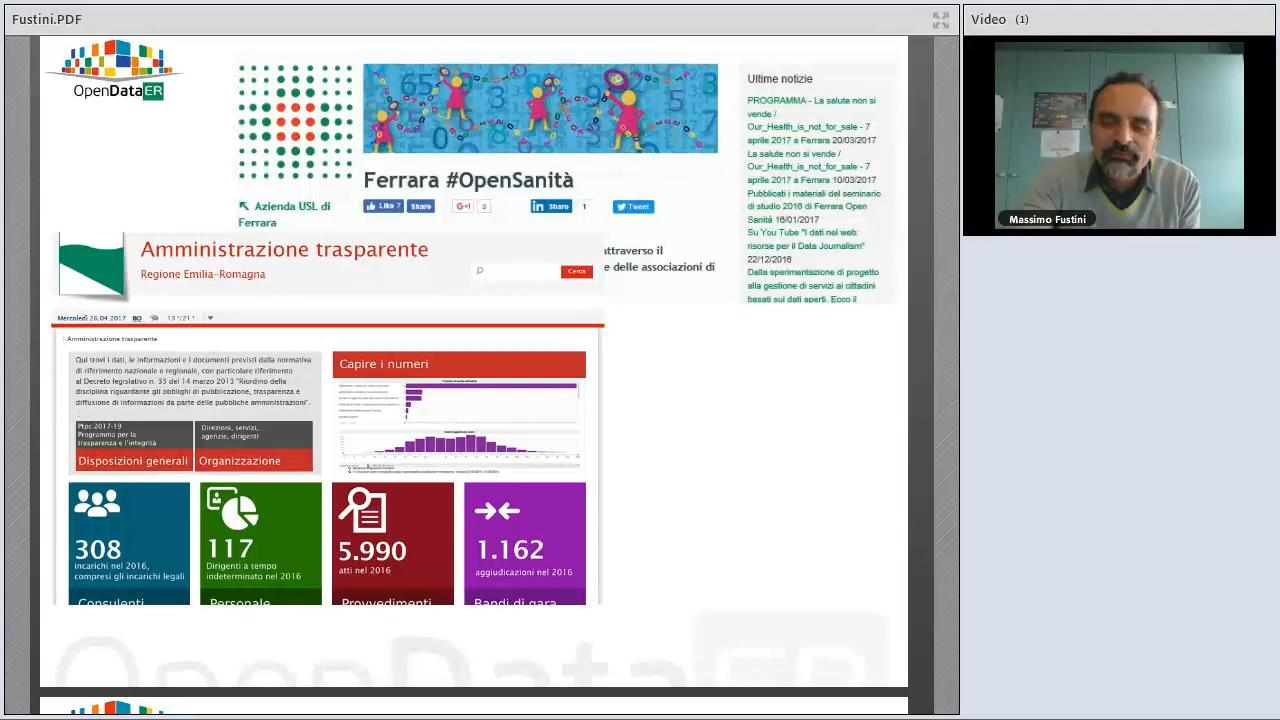 Fustini.PDF
Video (1)
OpenDataER
Azienda USL di
Ferrara
Ferrara #OpenSanità
Like 7 Share
G+1 0
Share 1
Tweet
attraverso il
e delle associazioni di
Ultime notizie
PROGRAMMA - La salute non si
vende /
Our_Health_is_not_for_sale - 7
aprile 2017 a Ferrara 20/03/2017
La salute non si vende /
Our_Health_is_not_for_sale - 7
aprile 2017 a Ferrara 10/03/2017
Pubblicati i materiali del seminario
di studio 2016 di Ferrara Open
Sanità 16/01/2017
Su You Tube "I dati nel web:
risorse per il Data Journalism"
22/12/2016
Dalla sperimentazione di progetto
alla gestione di servizi ai cittadini
basati sui dati aperti. Ecco il
Massimo Fustini
Amministrazione trasparente
Regione Emilia-Romagna
Cerca
Mercoledì 26.04.2017 BO 13°/21°
| Amministrazione trasparente
Qui trovi i dati, le informazioni e i documenti previsti dalla normativa
di riferimento nazionale e regionale, con particolare riferimento
al Decreto legislativo n. 33 del 14 marzo 2013 "Riordino della
disciplina riguardante gli obblighi di pubblicazione, trasparenza e
diffusione di informazioni da parte delle pubbliche amministrazioni".
Ptpc 2017-19
Programma per la
trasparenza e l'integrità
Disposizioni generali
Direzioni, servizi,
agenzie, dirigenti
Organizzazione
Capire i numeri
308
incarichi nel 2016,
compresi gli incarichi legali
Consulenti
117
Dirigenti a tempo
indeterminato nel 2016
Personale
5.990
atti nel 2016
Provvedimenti
1.162
aggiudicazioni nel 2016
Bandi di gara
OpenDataER